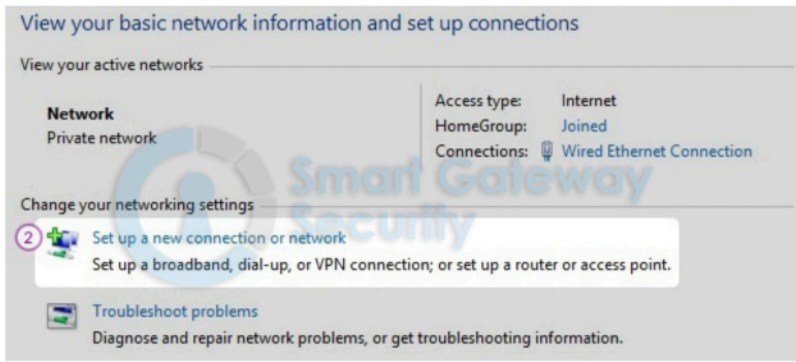 View your basic network information and set up connections
View your active networks
Network
Private network
Access type: Internet
HomeGroup: Joined
Connections: Wired Ethernet Connection
Smart Gateway
Security
Change your networking settings
2 Set up a new connection or network
Set up a broadband, dial-up, or VPN connection; or set up a router or access point.
Troubleshoot problems
Diagnose and repair network problems, or get troubleshooting information.